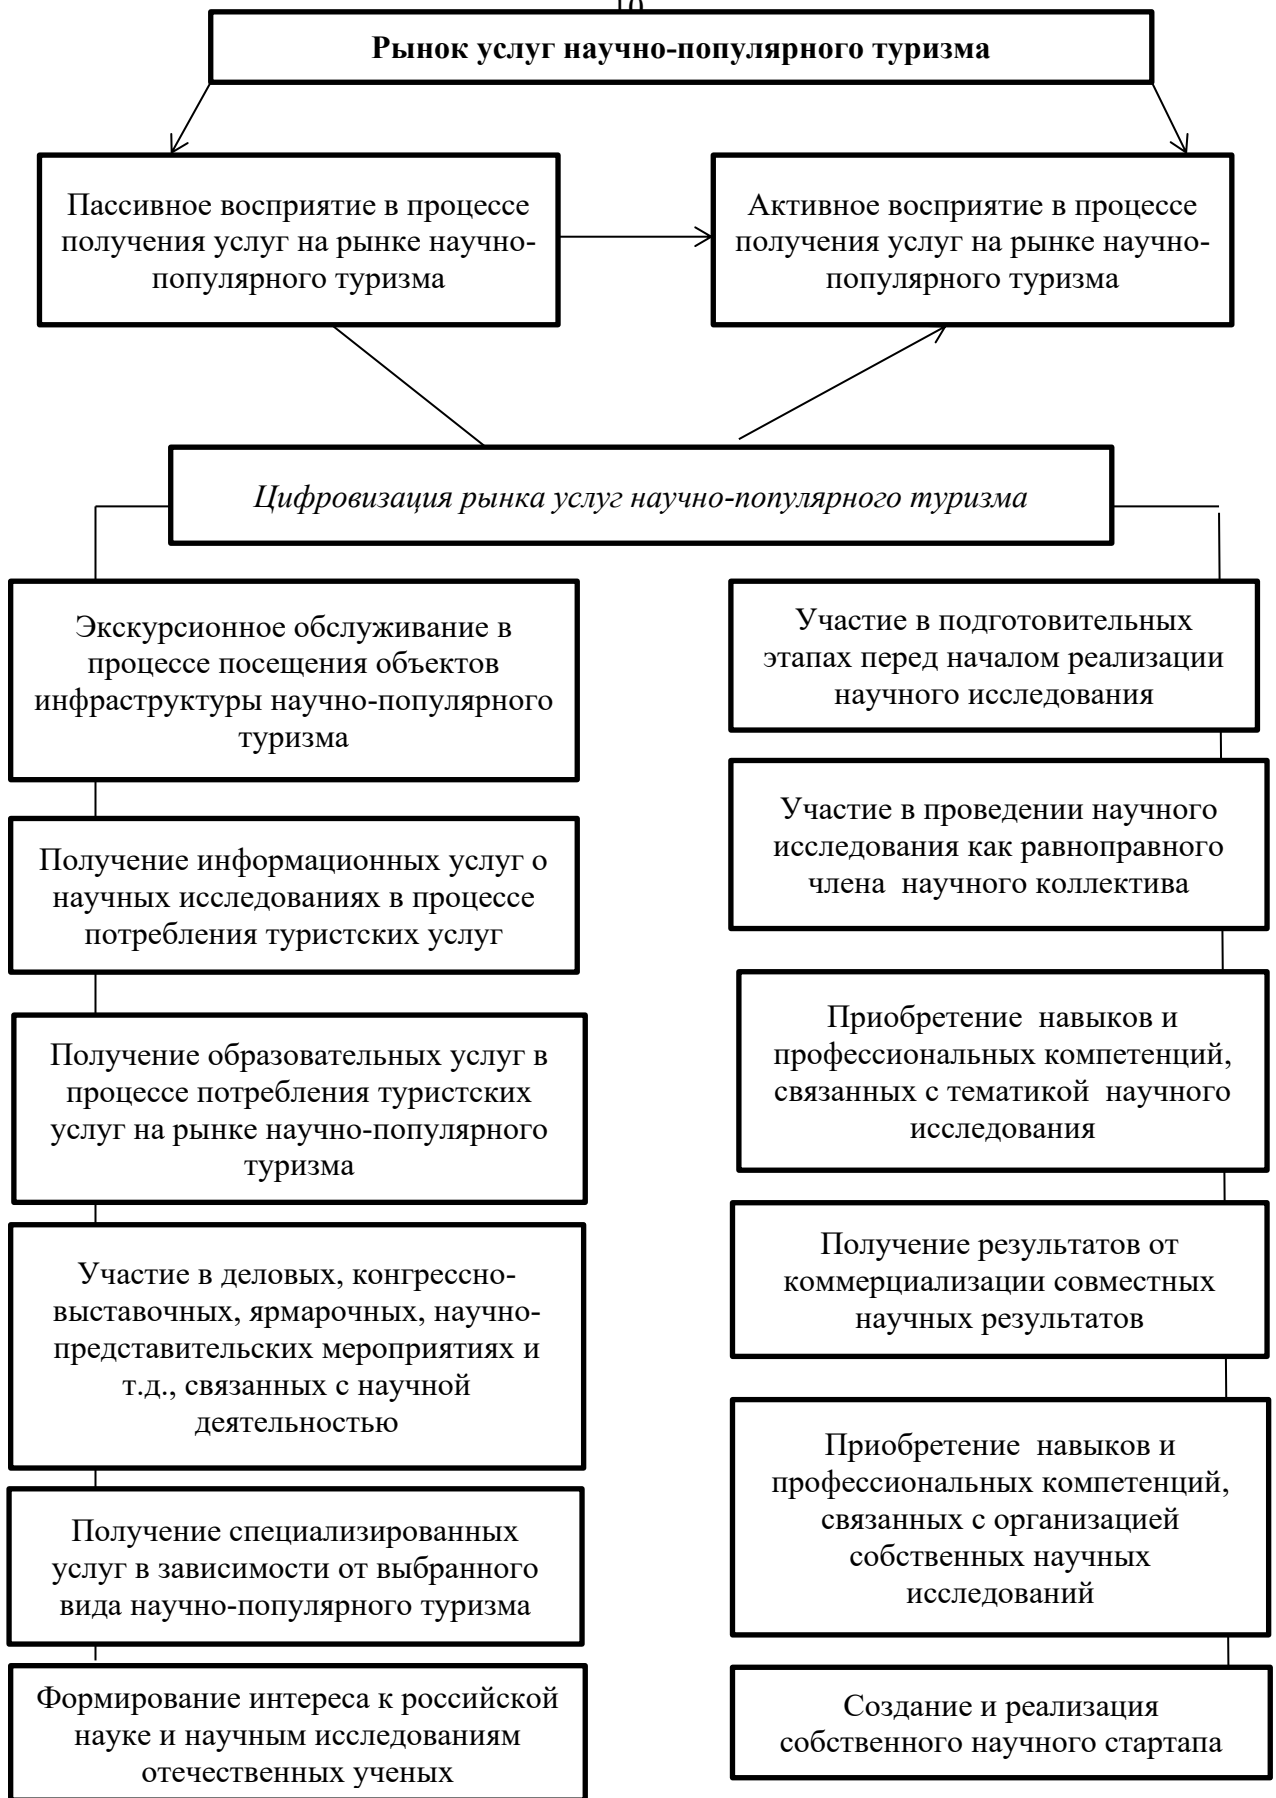 10
Рынок услуг научно-популярного туризма
Пассивное восприятие в процессе
получения услуг на рынке научно-
популярного туризма
Активное восприятие в процессе
получения услуг на рынке научно-
популярного туризма
Цифровизация рынка услуг научно-популярного туризма
Экскурсионное обслуживание в
процессе посещения объектов
инфраструктуры научно-популярного
туризма
Получение информационных услуг о
научных исследованиях в процессе
потребления туристских услуг
Получение образовательных услуг в
процессе потребления туристских
услуг на рынке научно-популярного
туризма
Участие в деловых, конгрессно-
выставочных, ярмарочных, научно-
представительских мероприятиях и
т.д., связанных с научной
деятельностью
Получение специализированных
услуг в зависимости от выбранного
вида научно-популярного туризма
Формирование интереса к российской
науке и научным исследованиям
отечественных ученых
Участие в подготовительных
этапах перед началом реализации
научного исследования
Участие в проведении научного
исследования как равноправного
члена  научного коллектива
Приобретение  навыков и
профессиональных компетенций,
связанных с тематикой  научного
исследования
Получение результатов от
коммерциализации совместных
научных результатов
Приобретение  навыков и
профессиональных компетенций,
связанных с организацией
собственных научных
исследований
Создание и реализация
собственного научного стартапа